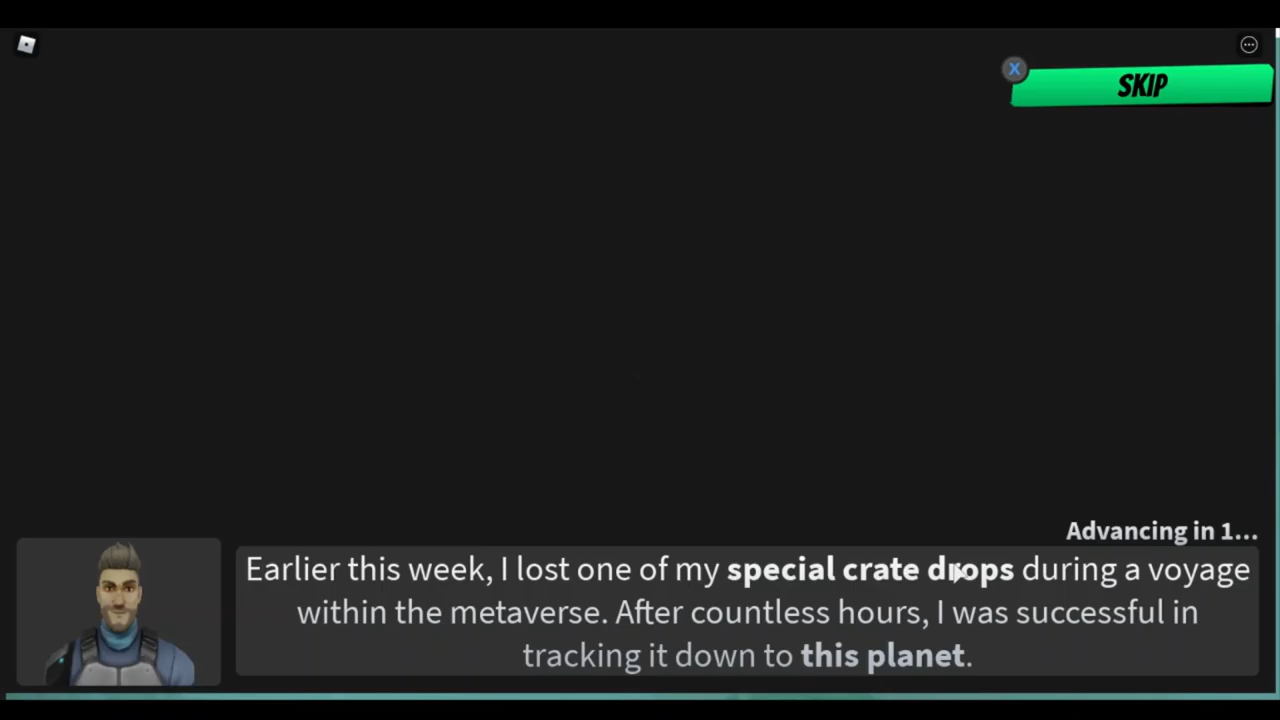 X
SKIP
Advancing in 1...
Earlier this week, I lost one of my special crate drops during a voyage
within the metaverse. After countless hours, I was successful in
tracking it down to this planet.